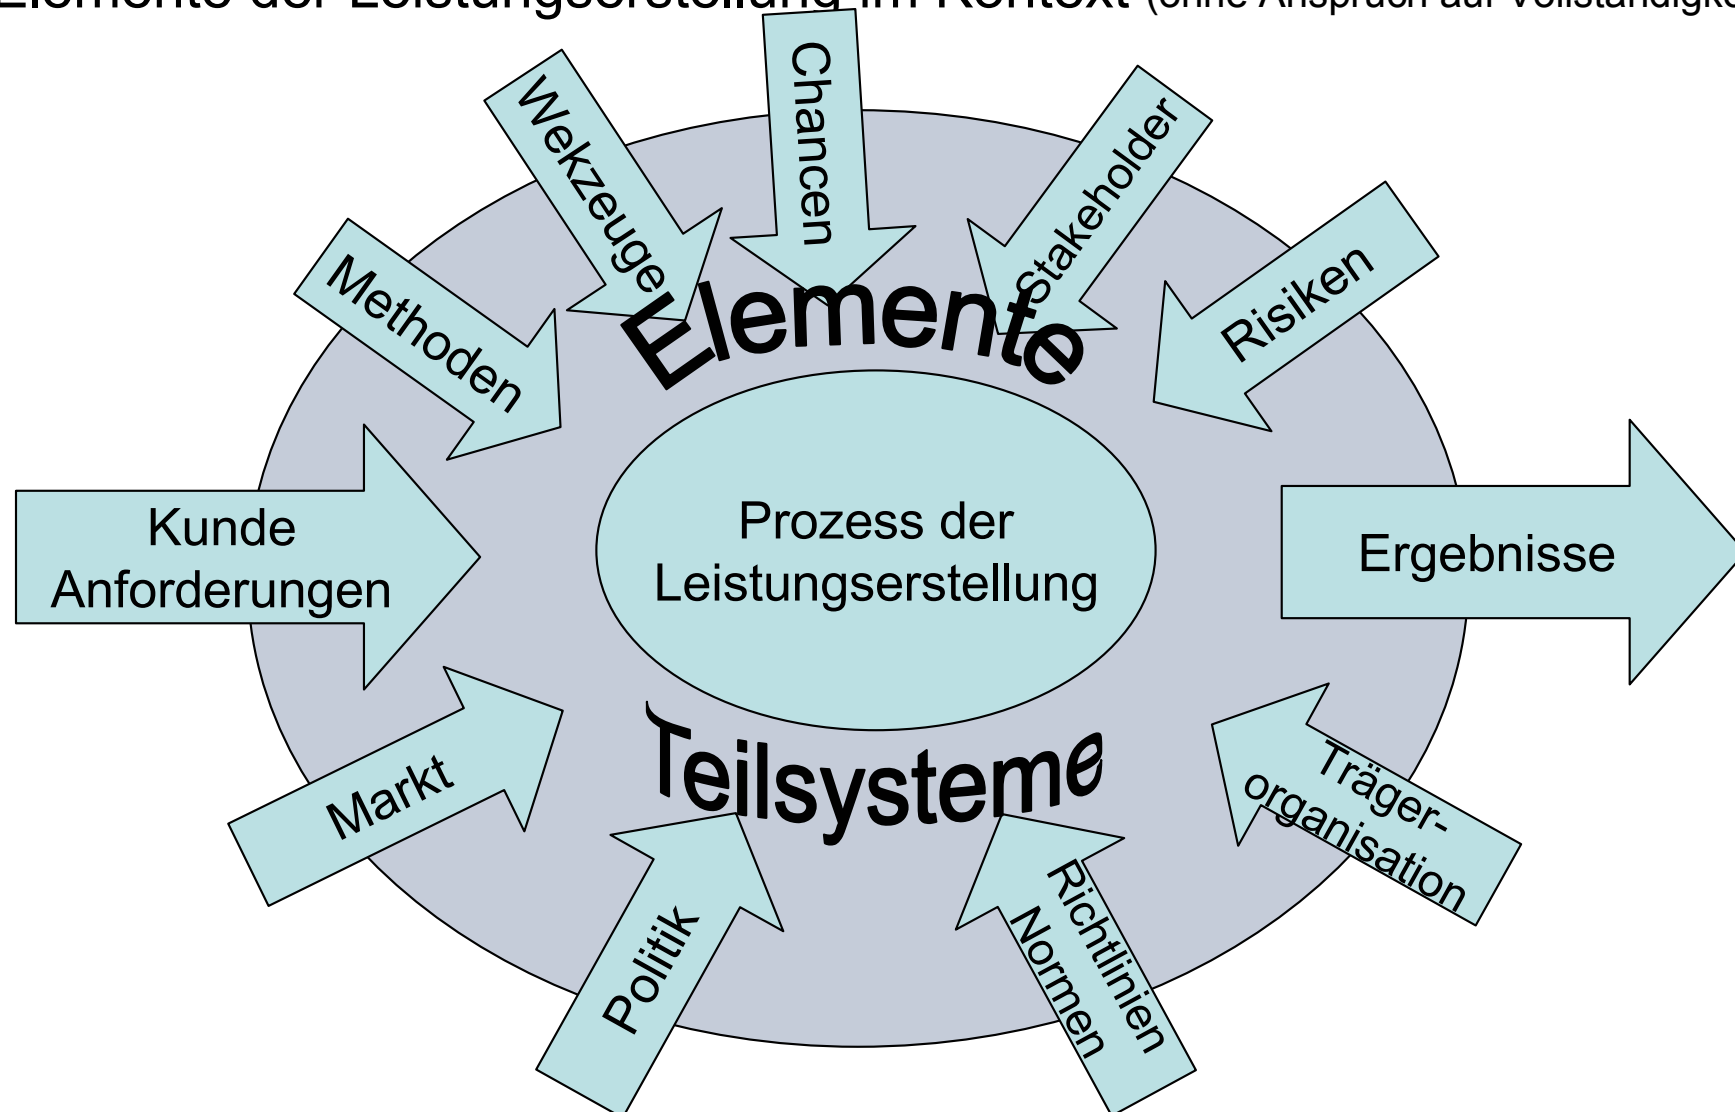 Elemente der Leistungserstellung im Kontext (ohne Anspruch auf Vollständigke
Chancen
Wekzeuge
Stakeholder
Methoden
Risiken
Elemente
Kunde
Anforderungen
Prozess der
Leistungserstellung
Ergebnisse
Teilsysteme
Markt
Träger-
organisation
Politik
Richtlinien
Normen